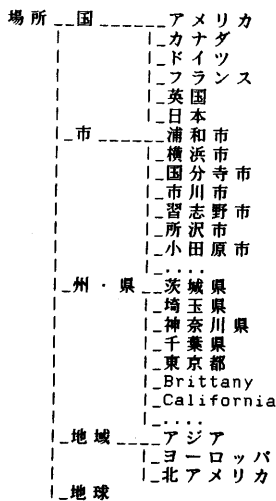 場所_国______アメリカ
|_カナダ
|_ドイツ
|_フランス
|_英国
|_日本
|_市______浦和市
|_横浜市
|_国分寺市
|_市川市
|_習志野市
|_所沢市
|_小田原市
|_....
|_州・県__茨城県
|_埼玉県
|_神奈川県
|_千葉県
|_東京都
|_Brittany
|_California
|_....
|_地域____アジア
|_ヨーロッパ
|_北アメリカ
|_地球